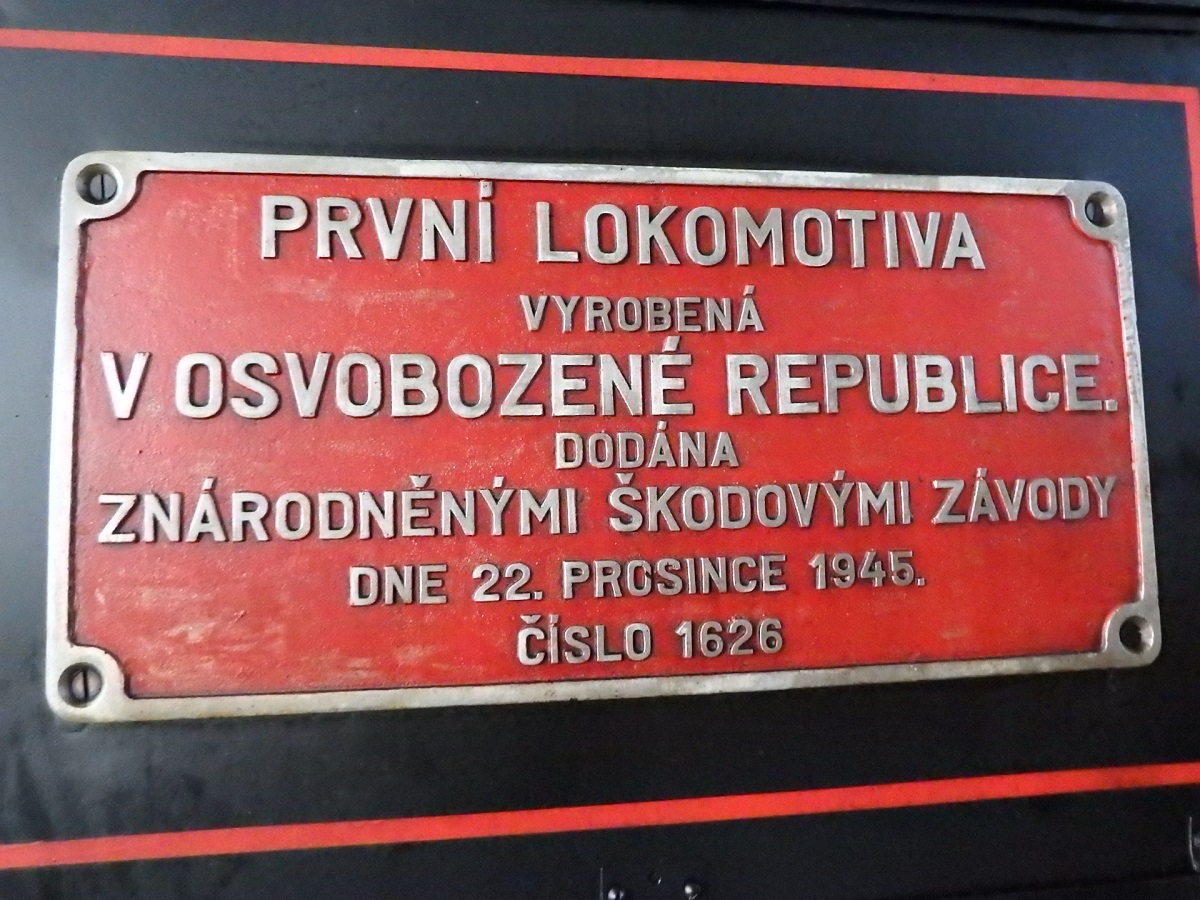 PRVNÍ LOKOMOTIVA
VYROBENÁ
V OSVOBOZENÉ REPUBLICE.
DODÁNA
ZNÁRODNĚNÝMI ŠKODOVÝMI ZÁVODY
DNE 22. PROSINCE 1945.
ČÍSLO 1626